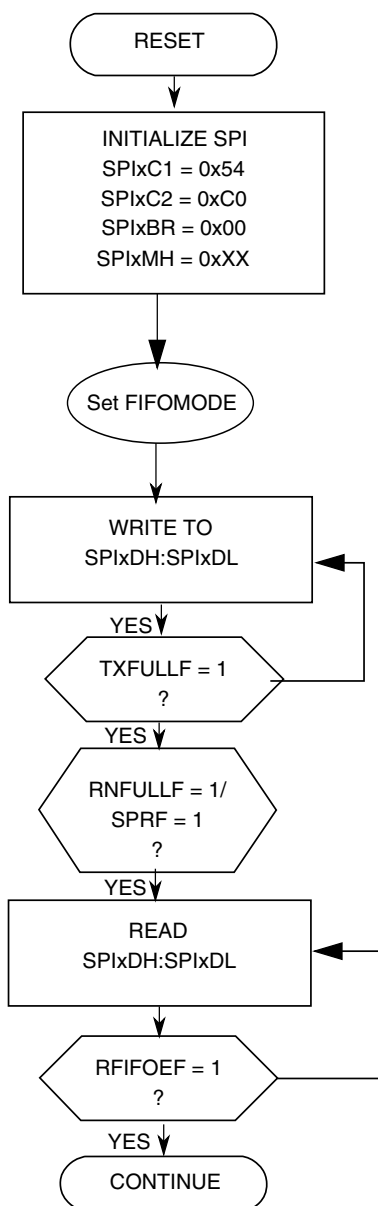 RESET
INITIALIZE SPI
SPIxC1 = 0x54
SPIxC2 = 0xC0
SPIxBR = 0x00
SPIxMH = 0xXX
Set FIFOMODE
WRITE TO
SPIxDH:SPIxDL
YES
TXFULLF = 1
?
YES
RNFULLF = 1/
SPRF = 1
?
YES
READ
SPIxDH:SPIxDL
RFIFOEF = 1
?
YES
CONTINUE